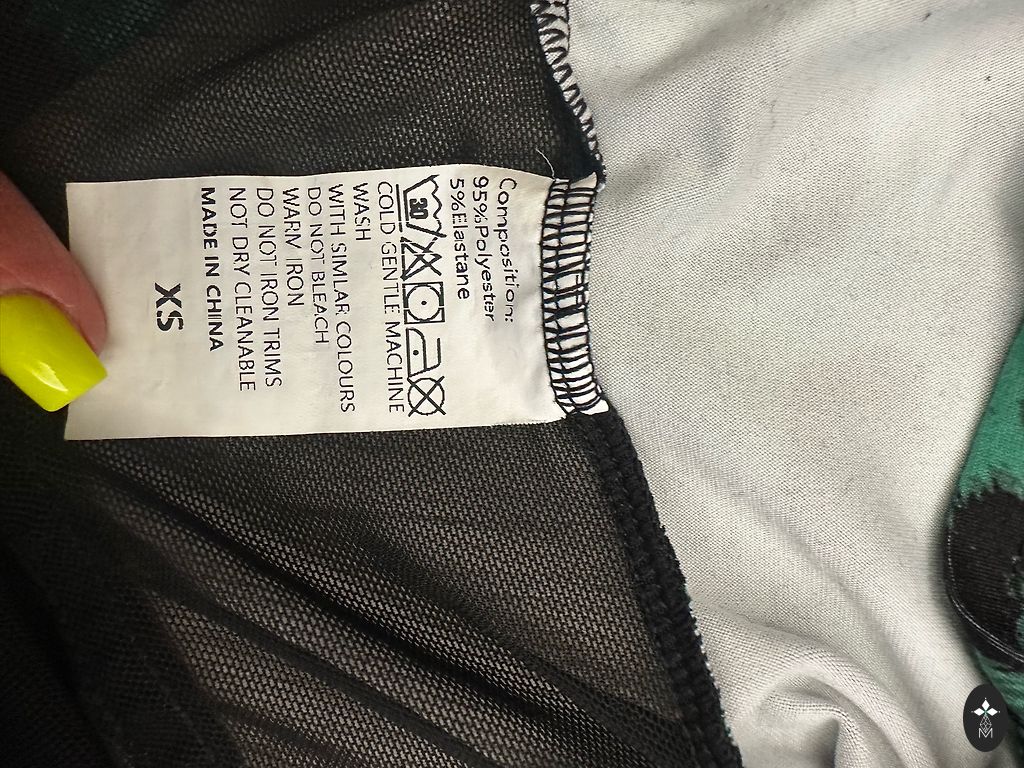 Composition:
95%Polyester
5%Elastane
30
COLD GENTLE MACHINE
WASH
WITH SIMLAR COLOURS
DO NOT BLEACH
WARM IRON
DO NOT IRON TRIMS
NOT DRY CLEANABLE
MADE IN CHINA
XS
M